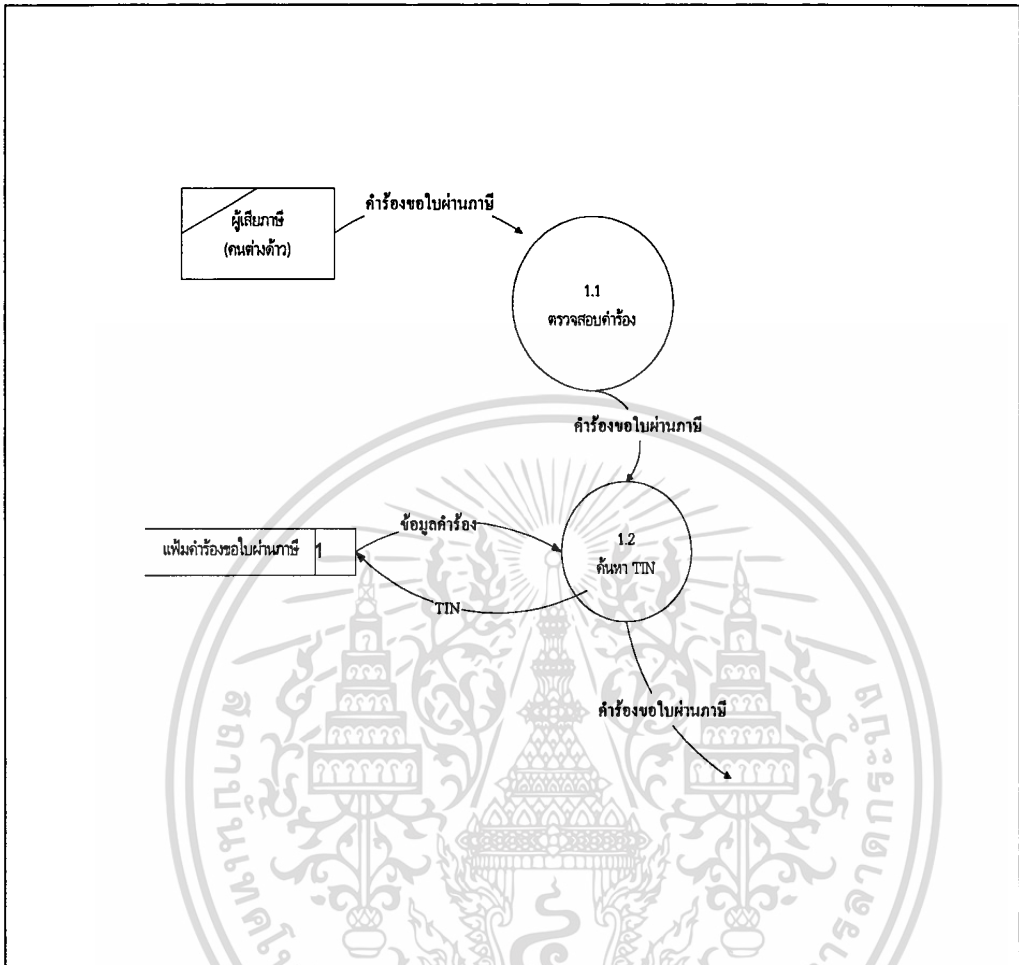 คำร้องขอใบผ่านภาษี
ผู้เสียภาษี
(คนต่างด้าว)
1.1
ตรวจสอบคำร้อง
คำร้องขอใบผ่านภาษี
ข้อมูลคำร้อง
แฟ้มคำร้องขอใบผ่านภาษี 1
1.2
ค้นหา TIN
TIN
คำร้องขอใบผ่านภาษี